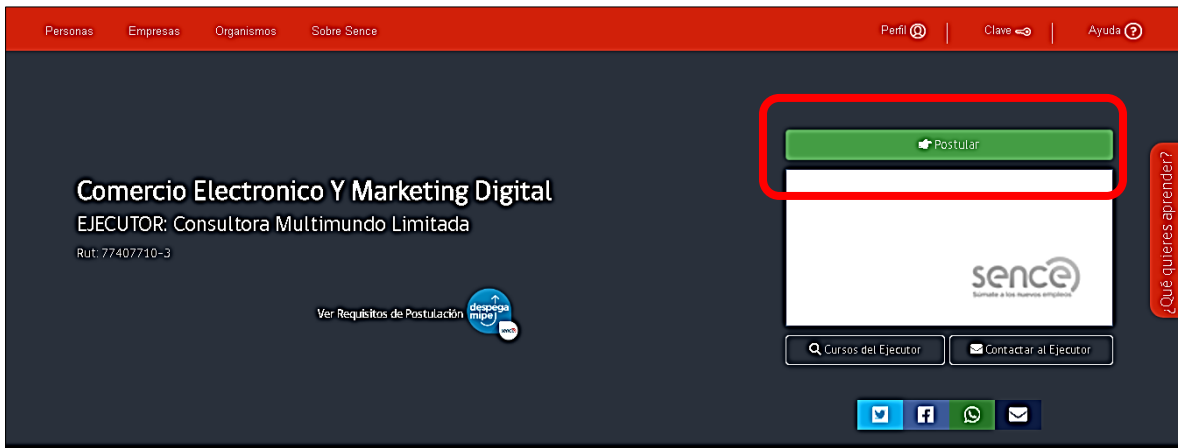 Personas Empresas Organismos Sobre Sence Perfil Clave Ayuda
Postular
Comercio Electronico Y Marketing Digital
EJECUTOR: Consultora Multimundo Limitada
Rut: 77407710-3
Ver Requisitos de Postulación
despega
mipe
sence
sence
Súmate a los nuevos empleos
Cursos del Ejecutor Contactar al Ejecutor
¿Qué quieres aprender?